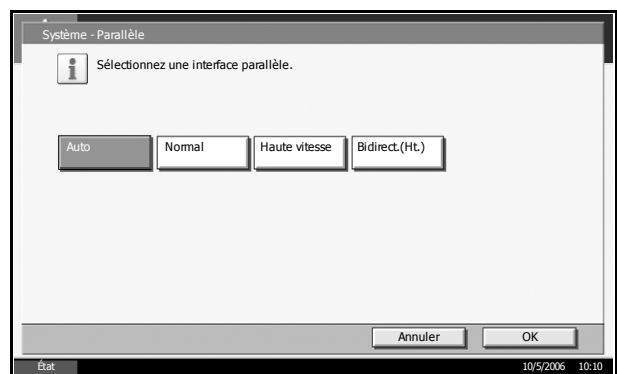 Système - Parallèle
Sélectionnez une interface parallèle.
Auto Normal Haute vitesse Bidirect.(Ht.)
Annuler OK
État 10/5/2006 10:10